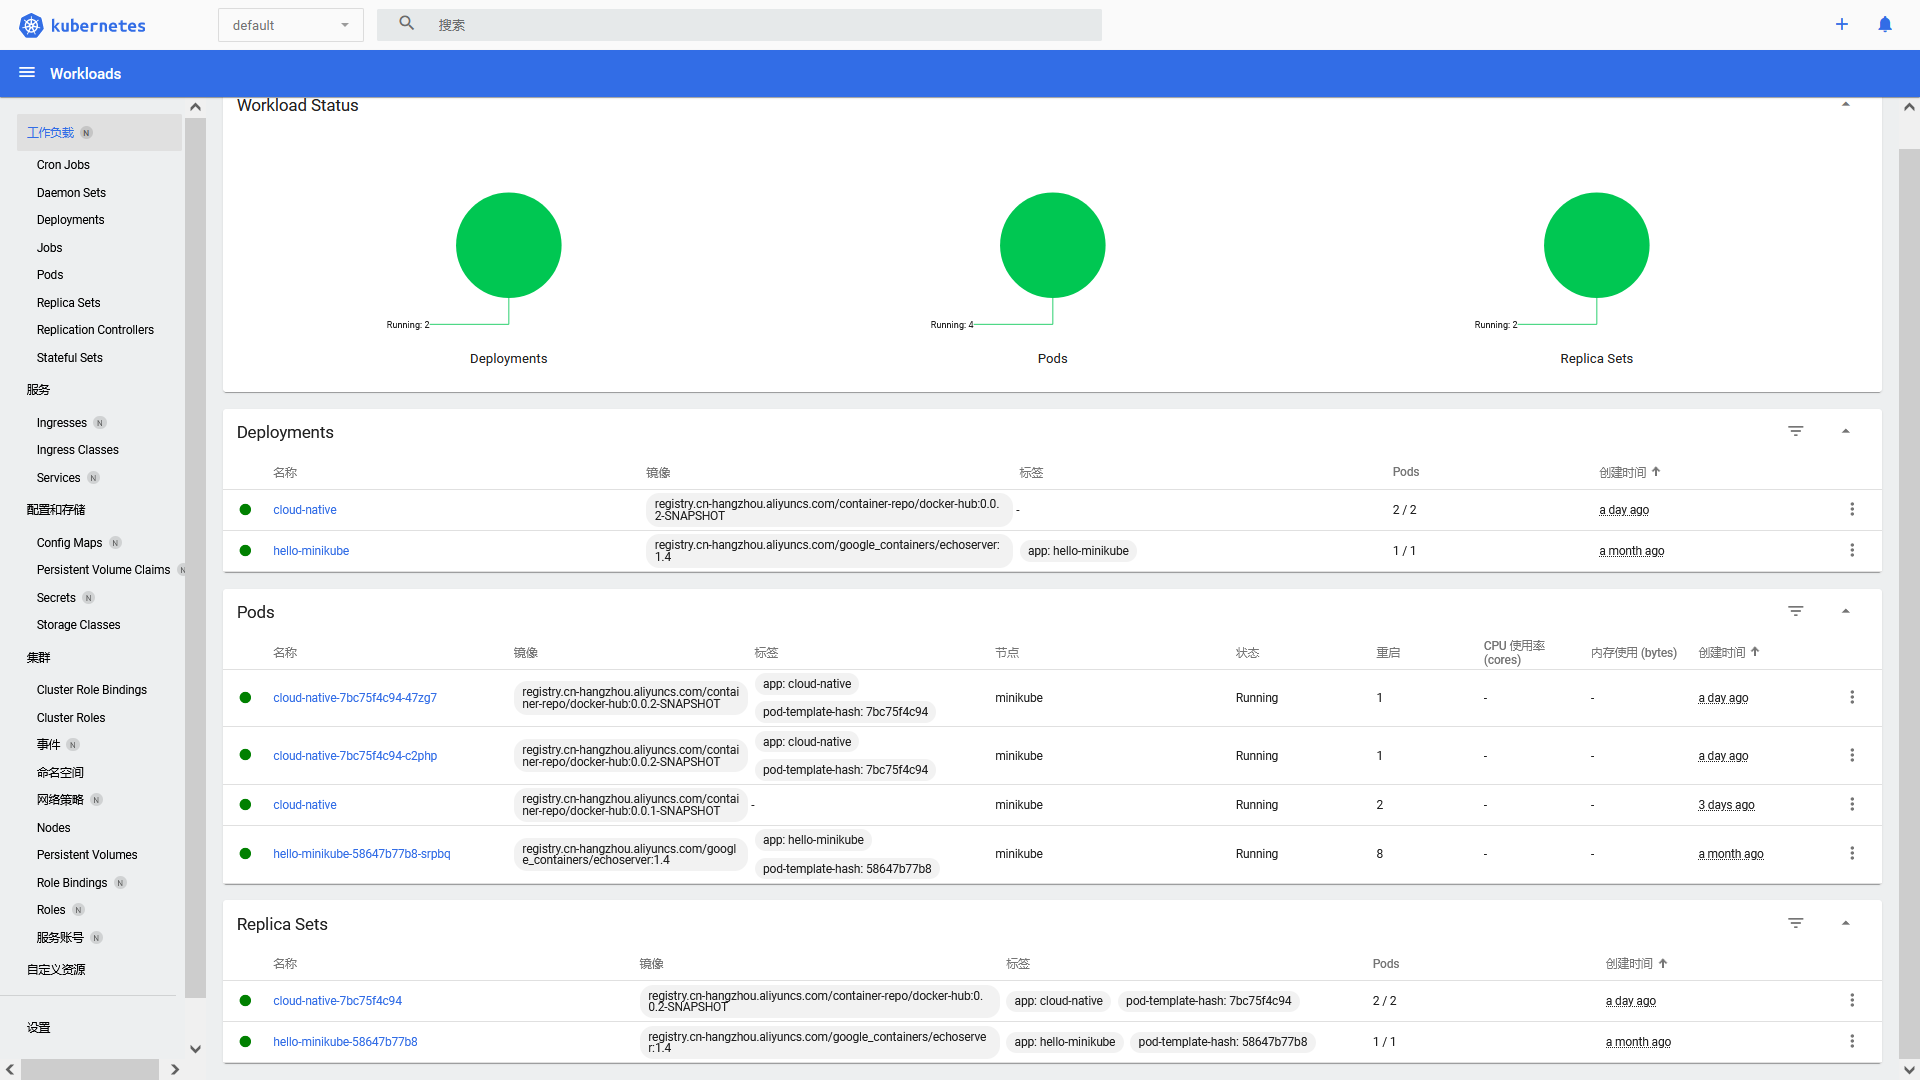 kubernetes
default
搜索
Workloads
工作负载 N
Cron Jobs
Daemon Sets
Deployments
Jobs
Pods
Replica Sets
Replication Controllers
Stateful Sets
服务
Ingresses N
Ingress Classes
Services N
配置和存储
Config Maps N
Persistent Volume Claims N
Secrets N
Storage Classes
集群
Cluster Role Bindings
Cluster Roles
事件 N
命名空间
网络策略 N
Nodes
Persistent Volumes
Role Bindings N
Roles N
服务账号 N
自定义资源
设置
Workload Status
Running: 2
Deployments
Running: 4
Pods
Running: 2
Replica Sets
Deployments
名称 镜像 标签 Pods 创建时间
cloud-native registry.cn-hangzhou.aliyuncs.com/container-repo/docker-hub:0.0.
2-SNAPSHOT - 2 / 2 a day ago
hello-minikube registry.cn-hangzhou.aliyuncs.com/google_containers/echoserver:
1.4 app: hello-minikube 1 / 1 a month ago
Pods
名称 镜像 标签 节点 状态 重启 CPU 使用率
(cores) 内存使用 (bytes) 创建时间
cloud-native-7bc75f4c94-47zg7 registry.cn-hangzhou.aliyuncs.com/contai
ner-repo/docker-hub:0.0.2-SNAPSHOT app: cloud-native
pod-template-hash: 7bc75f4c94 minikube Running 1 - - a day ago
cloud-native-7bc75f4c94-c2php registry.cn-hangzhou.aliyuncs.com/contai
ner-repo/docker-hub:0.0.2-SNAPSHOT app: cloud-native
pod-template-hash: 7bc75f4c94 minikube Running 1 - - a day ago
cloud-native registry.cn-hangzhou.aliyuncs.com/contai
ner-repo/docker-hub:0.0.1-SNAPSHOT - minikube Running 2 - - 3 days ago
hello-minikube-58647b77b8-srpbq registry.cn-hangzhou.aliyuncs.com/googl
e_containers/echoserver:1.4 app: hello-minikube
pod-template-hash: 58647b77b8 minikube Running 8 - - a month ago
Replica Sets
名称 镜像 标签 Pods 创建时间
cloud-native-7bc75f4c94 registry.cn-hangzhou.aliyuncs.com/container-repo/docker-hub:0.
0.2-SNAPSHOT app: cloud-native pod-template-hash: 7bc75f4c94 2 / 2 a day ago
hello-minikube-58647b77b8 registry.cn-hangzhou.aliyuncs.com/google_containers/echoserve
r:1.4 app: hello-minikube pod-template-hash: 58647b77b8 1 / 1 a month ago